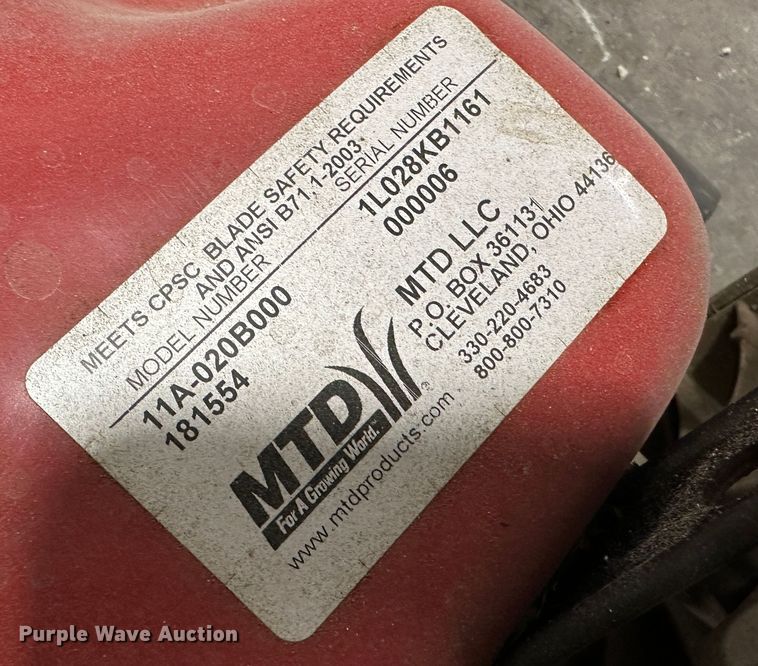 MEETS CPSC BLADE SAFETY REQUIREMENTS
AND ANSI B71.1-2003.
MODEL NUMBER
SERIAL NUMBER
11A-020B000
181554
1L028KB1161
000006
MTD
For A Growing World.™
®
www.mtdproducts.com
MTD LLC
P.O. BOX 361131
CLEVELAND, OHIO 44136
330-220-4683
800-800-7310
Purple Wave Auction